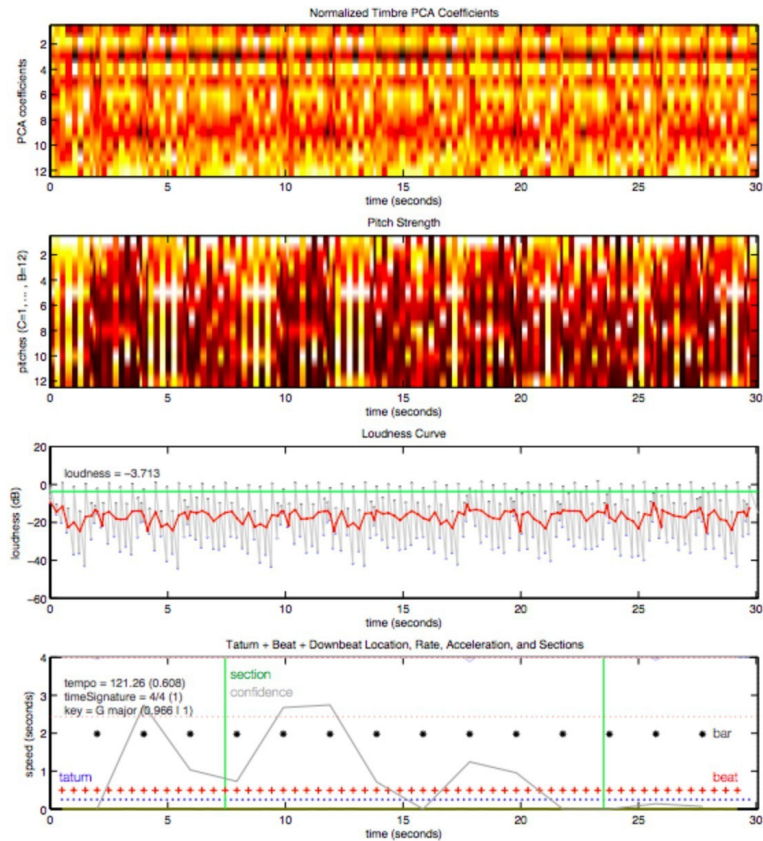 Normalized Timbre PCA Coefficients
PCA coefficients
2
4
6
8
10
12
0 5 10 15 20 25 30
time (seconds)
Pitch Strength
pitches (C=1, ... , B=12)
2
4
6
8
10
12
0 5 10 15 20 25 30
time (seconds)
Loudness Curve
loudness (dB)
20
0
−20
−40
−60
loudness = −3.713
0 5 10 15 20 25 30
time (seconds)
Tatum + Beat + Downbeat Location, Rate, Acceleration, and Sections
speed (seconds)
4
3
2
1
0
tempo = 121.26 (0.608)
timeSignature = 4/4 (1)
key = G major (0.966 | 1)
section
confidence
bar
tatum
beat
0 5 10 15 20 25 30
time (seconds)